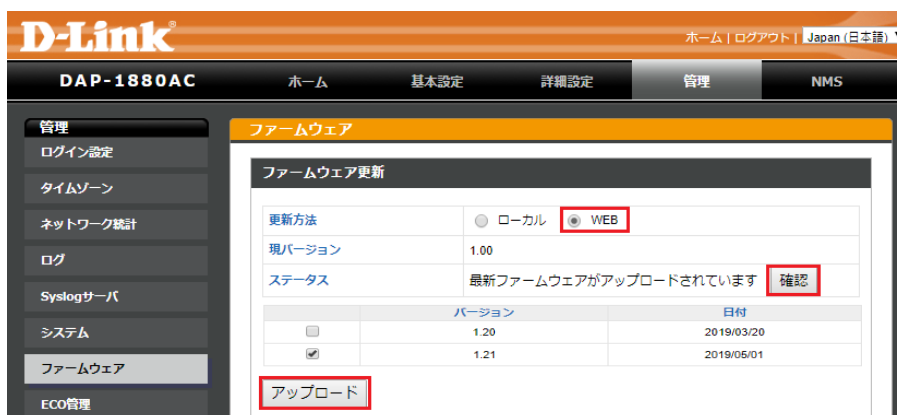 D-Link
ホーム | ログアウト | Japan (日本語)
DAP-1880AC ホーム 基本設定 詳細設定 管理 NMS
管理
ログイン設定
タイムゾーン
ネットワーク統計
ログ
Syslogサーバ
システム
ファームウェア
ECO管理
ファームウェア
ファームウェア更新
更新方法 ローカル WEB
現バージョン 1.00
ステータス 最新ファームウェアがアップロードされています 確認
バージョン 日付
1.20 2019/03/20
1.21 2019/05/01
アップロード